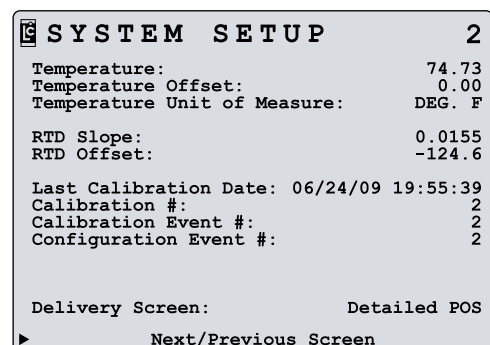 SYSTEM SETUP 2
Temperature: 74.73
Temperature Offset: 0.00
Temperature Unit of Measure: DEG. F
RTD Slope: 0.0155
RTD Offset: -124.6
Last Calibration Date: 06/24/09 19:55:39
Calibration #: 2
Calibration Event #: 2
Configuration Event #: 2
Delivery Screen: Detailed POS
Next/Previous Screen